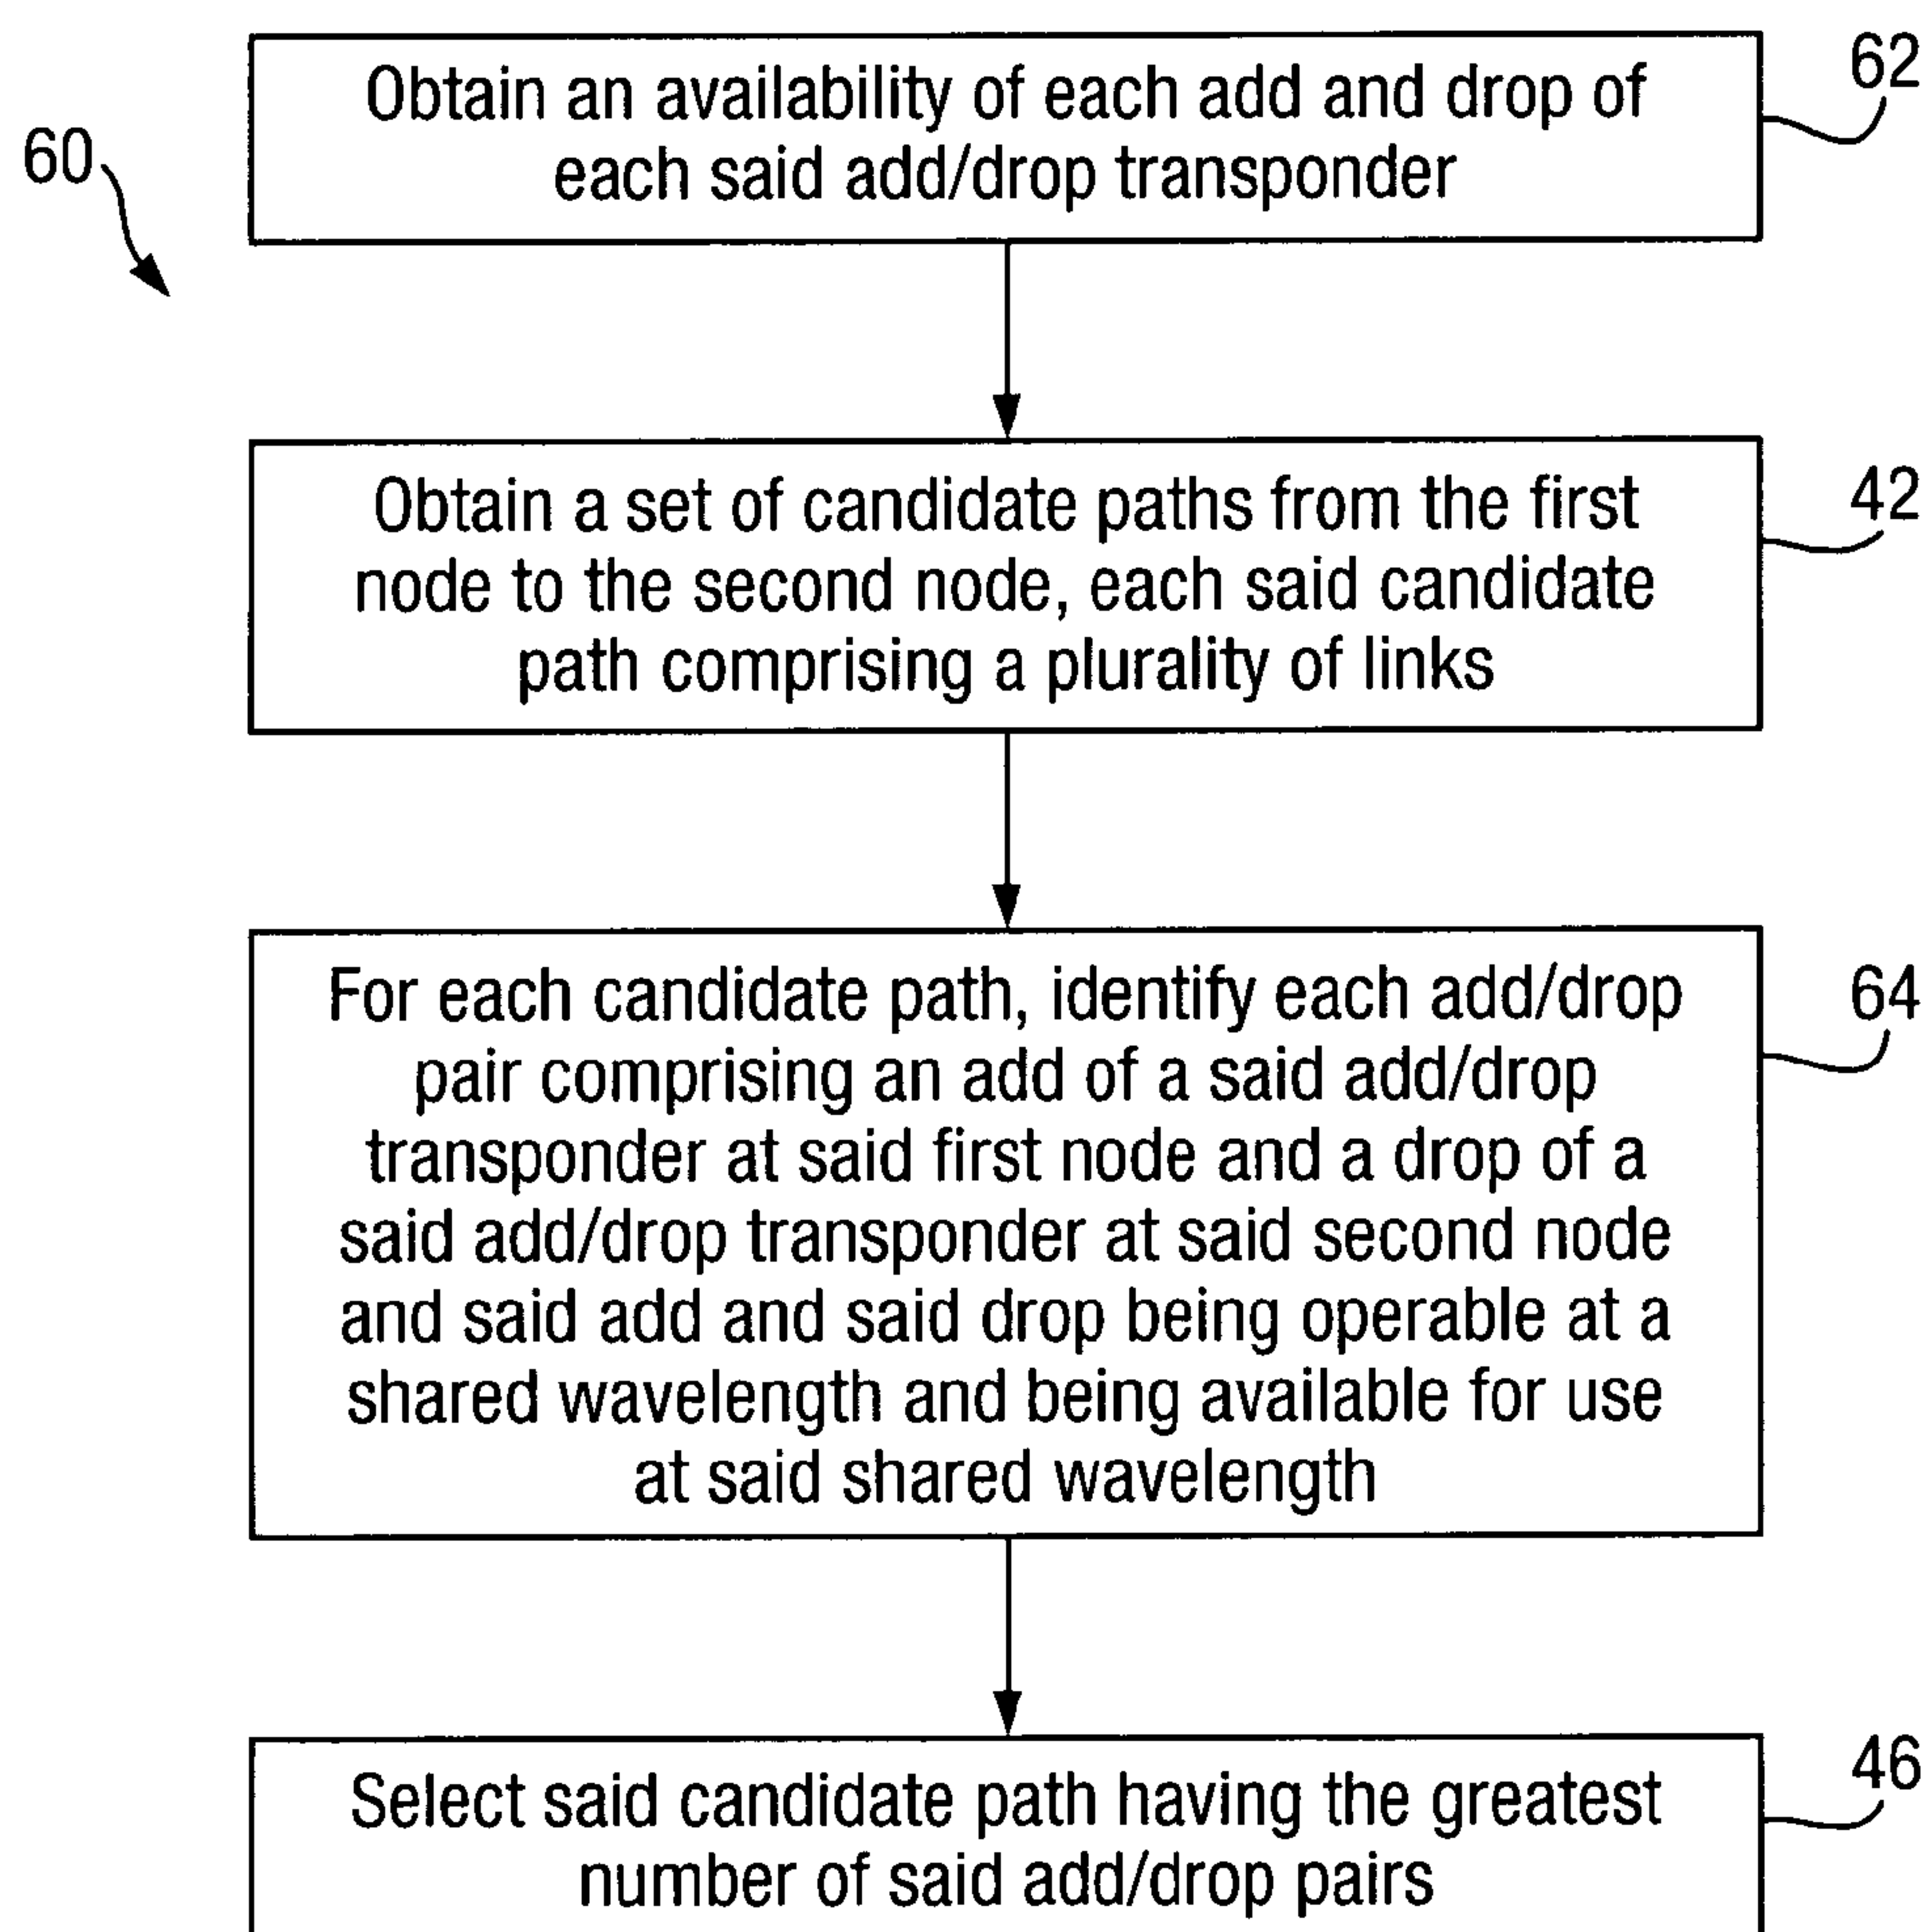 62
Obtain an availability of each add and drop of
each said add/drop transponder
60
42
Obtain a set of candidate paths from the first
node to the second node, each said candidate
path comprising a plurality of links
64
For each candidate path, identify each add/drop
pair comprising an add of a said add/drop
transponder at said first node and a drop of a
said add/drop transponder at said second node
and said add and said drop being operable at a
shared wavelength and being available for use
at said shared wavelength
46
Select said candidate path having the greatest
number of said add/drop pairs